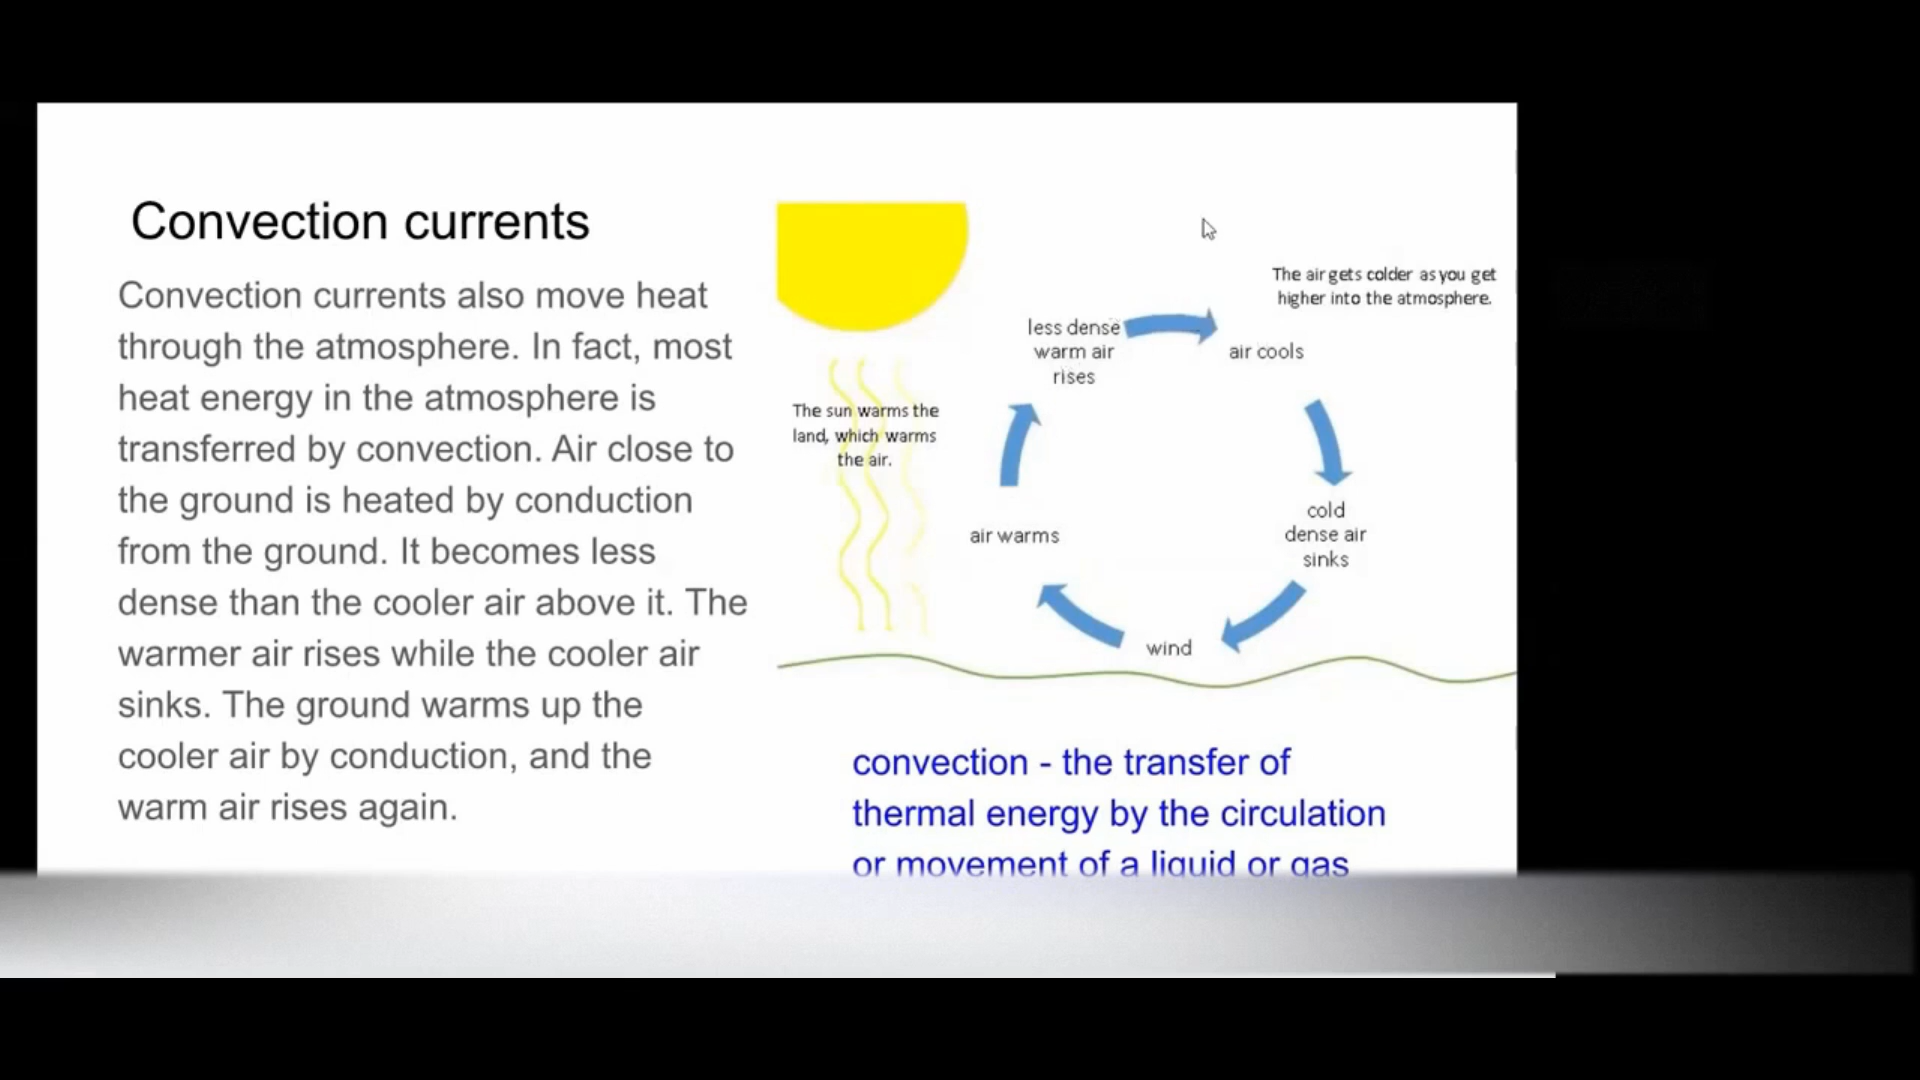 Convection currents
Convection currents also move heat
through the atmosphere. In fact, most
heat energy in the atmosphere is
transferred by convection. Air close to
the ground is heated by conduction
from the ground. It becomes less
dense than the cooler air above it. The
warmer air rises while the cooler air
sinks. The ground warms up the
cooler air by conduction, and the
warm air rises again.
The air gets colder as you get
higher into the atmosphere.
less dense
warm air
rises
air cools
The sun warms the
land, which warms
the air.
cold
dense air
sinks
air warms
wind
convection - the transfer of
thermal energy by the circulation
or movement of a liquid or gas